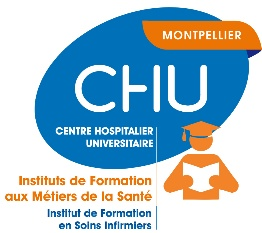 MONTPELLIER
CHU
CENTRE HOSPITALIER
UNIVERSITAIRE
Instituts de Formation
aux Métiers de la Santé
Institut de Formation
en Soins Infirmiers